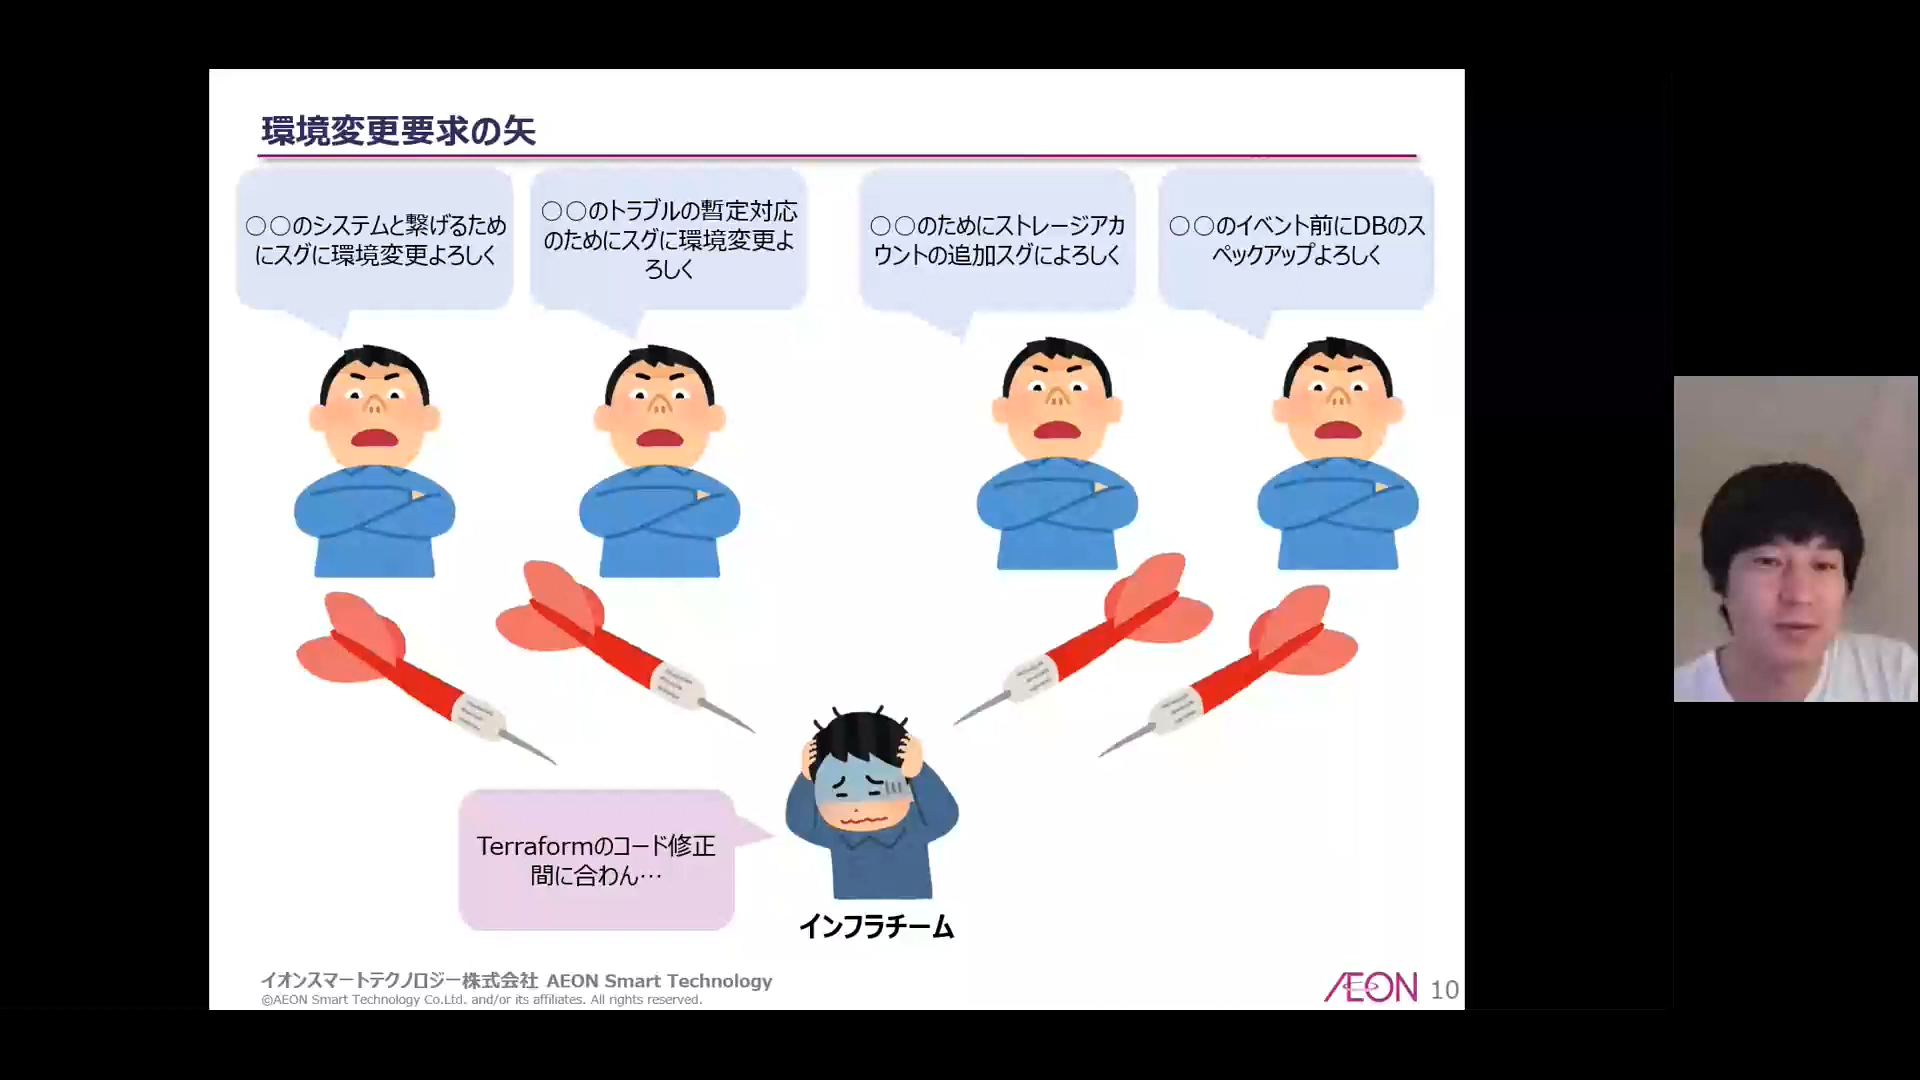 環境変更要求の矢
○○のシステムと繋げるため
にスグに環境変更よろしく
○○のトラブルの暫定対応
のためにスグに環境変更よ
ろしく
○○のためにストレージアカ
ウントの追加スグによろしく
○○のイベント前にDBのス
ペックアップよろしく
Terraformのコード修正
間に合わん…
インフラチーム
イオンスマートテクノロジー株式会社 AEON Smart Technology
©AEON Smart Technology Co.Ltd. and/or its affiliates. All rights reserved.
ÆON 10